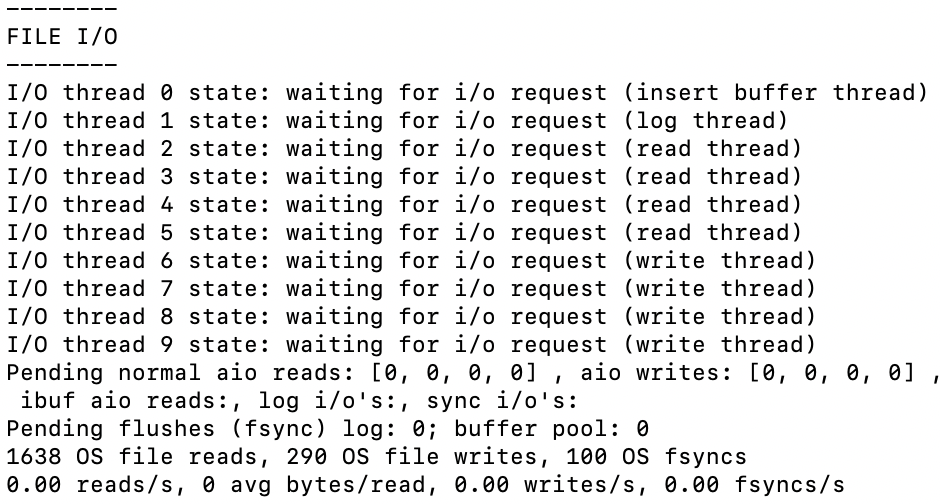 --------
FILE I/O
--------
I/O thread 0 state: waiting for i/o request (insert buffer thread)
I/O thread 1 state: waiting for i/o request (log thread)
I/O thread 2 state: waiting for i/o request (read thread)
I/O thread 3 state: waiting for i/o request (read thread)
I/O thread 4 state: waiting for i/o request (read thread)
I/O thread 5 state: waiting for i/o request (read thread)
I/O thread 6 state: waiting for i/o request (write thread)
I/O thread 7 state: waiting for i/o request (write thread)
I/O thread 8 state: waiting for i/o request (write thread)
I/O thread 9 state: waiting for i/o request (write thread)
Pending normal aio reads: [0, 0, 0, 0] , aio writes: [0, 0, 0, 0] ,
 ibuf aio reads:, log i/o's:, sync i/o's:
Pending flushes (fsync) log: 0; buffer pool: 0
1638 OS file reads, 290 OS file writes, 100 OS fsyncs
0.00 reads/s, 0 avg bytes/read, 0.00 writes/s, 0.00 fsyncs/s